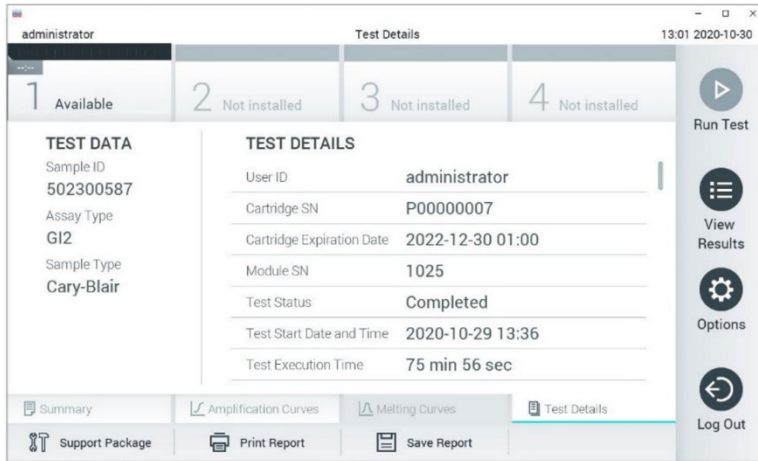 administrator Test Details 13:01 2020-10-30
--:--
1 Available 2 Not installed 3 Not installed 4 Not installed
Run Test
TEST DATA
Sample ID
502300587
Assay Type
GI2
Sample Type
Cary-Blair
TEST DETAILS
User ID administrator
Cartridge SN P00000007
Cartridge Expiration Date 2022-12-30 01:00
Module SN 1025
Test Status Completed
Test Start Date and Time 2020-10-29 13:36
Test Execution Time 75 min 56 sec
View
Results
Options
Log Out
Summary Amplification Curves Melting Curves Test Details
Support Package Print Report Save Report